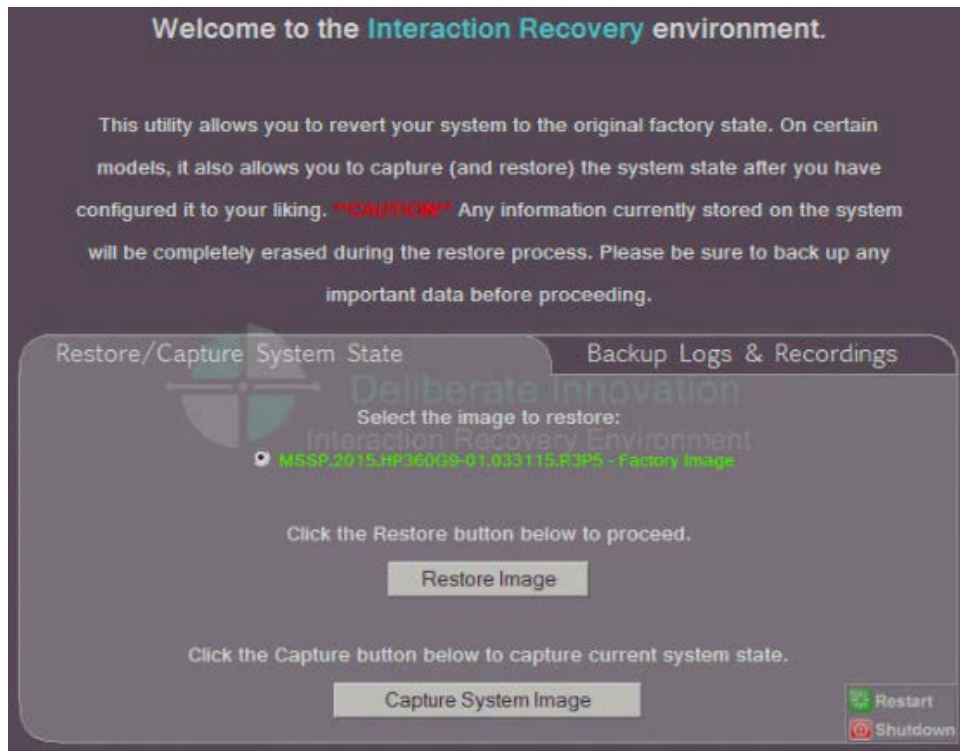 Welcome to the Interaction Recovery environment.
This utility allows you to revert your system to the original factory state. On certain
models, it also allows you to capture (and restore) the system state after you have
configured it to your liking. **CAUTION** Any information currently stored on the system
will be completely erased during the restore process. Please be sure to back up any
important data before proceeding.
Restore/Capture System State
Backup Logs & Recordings
Deliberate Innovation
Select the image to restore:
Interaction Recovery Environment
MSSP.2015.HP360G9-01.033115.R3P5 - Factory Image
Click the Restore button below to proceed.
Restore Image
Click the Capture button below to capture current system state.
Capture System Image
Restart
Shutdown